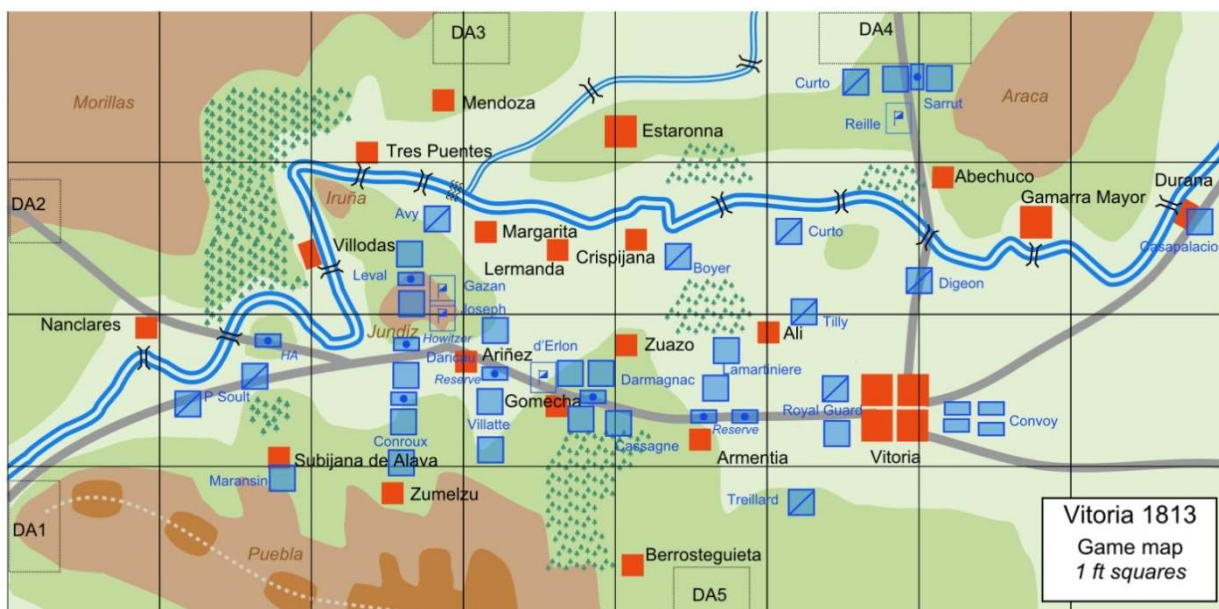 DA3
DA4
Morillas
Mendoza
Curto
Sarrut
Araca
Reille
Estaronna
Tres Puentes
Abechuco
DA2
Iruña
Gamarra Mayor
Durana
Avy
Margarita
Curto
Villodas
Lermanda
Crispijana
Boyer
Casapalacio
Leval
Gazan
Digeon
Joseph
Nanclares
Jundiz
Howitzer
Tilly
HA
Daricau
Ariñez
d'Erlon
Zuazo
Ali
Reserve
Darmagnac
Lamartiniere
P Soult
Gomecha
Royal Guard
Convoy
Villatte
Reserve
Conroux
Cassagne
Armentia
Vitoria
Subijana de Alava
Maransin
Zumelzu
Treillard
DA1
Puebla
Berrosteguieta
DA5
Vitoria 1813
Game map
1 ft squares